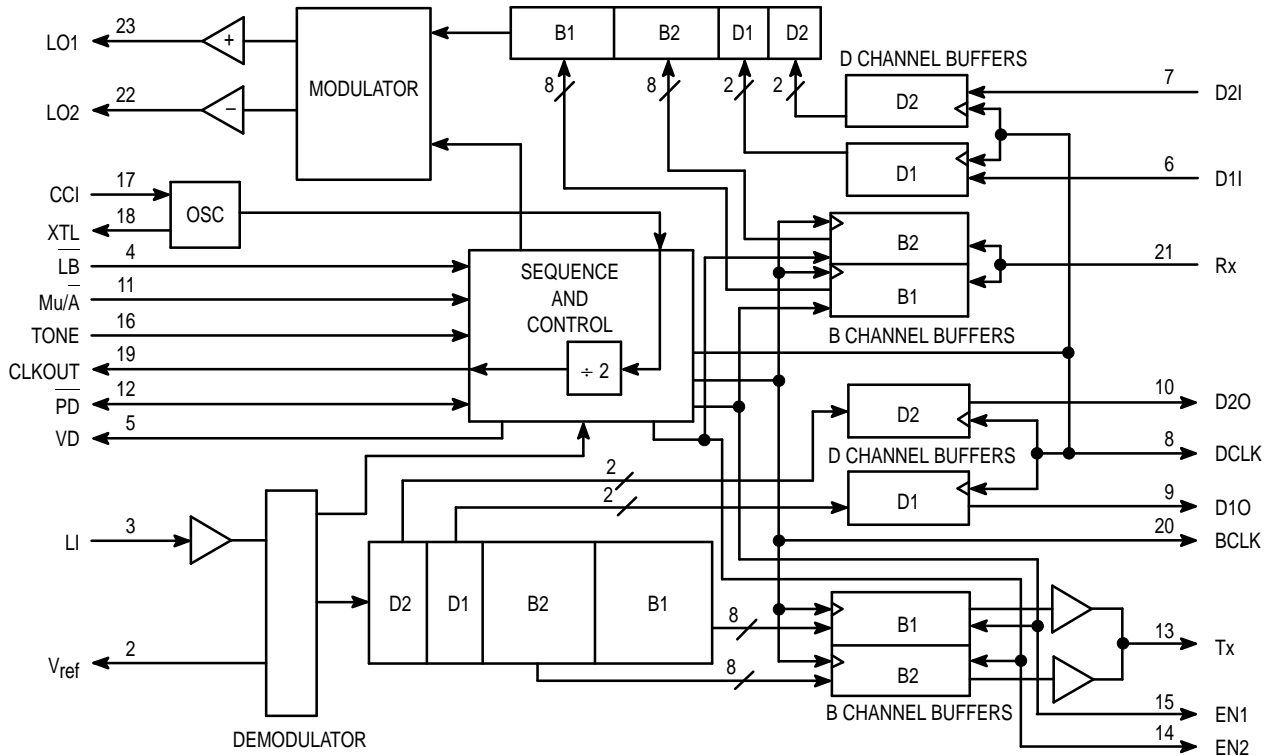 LO1
23
+
MODULATOR
B1
B2
D1
D2
8
8
2
2
D CHANNEL BUFFERS
D2
7
D2I
LO2
22
−
D1
6
D1I
CCI
17
OSC
XTL
18
LB
4
SEQUENCE
AND
CONTROL
B2
B1
21
Rx
B CHANNEL BUFFERS
Mu/A
11
TONE
16
CLKOUT
19
÷ 2
PD
12
VD
5
D2
10
D2O
D CHANNEL BUFFERS
8
DCLK
D1
9
D1O
2
2
20
BCLK
LI
3
D2
D1
B2
B1
8
8
B1
B2
13
Tx
B CHANNEL BUFFERS
15
EN1
14
EN2
Vref
2
DEMODULATOR